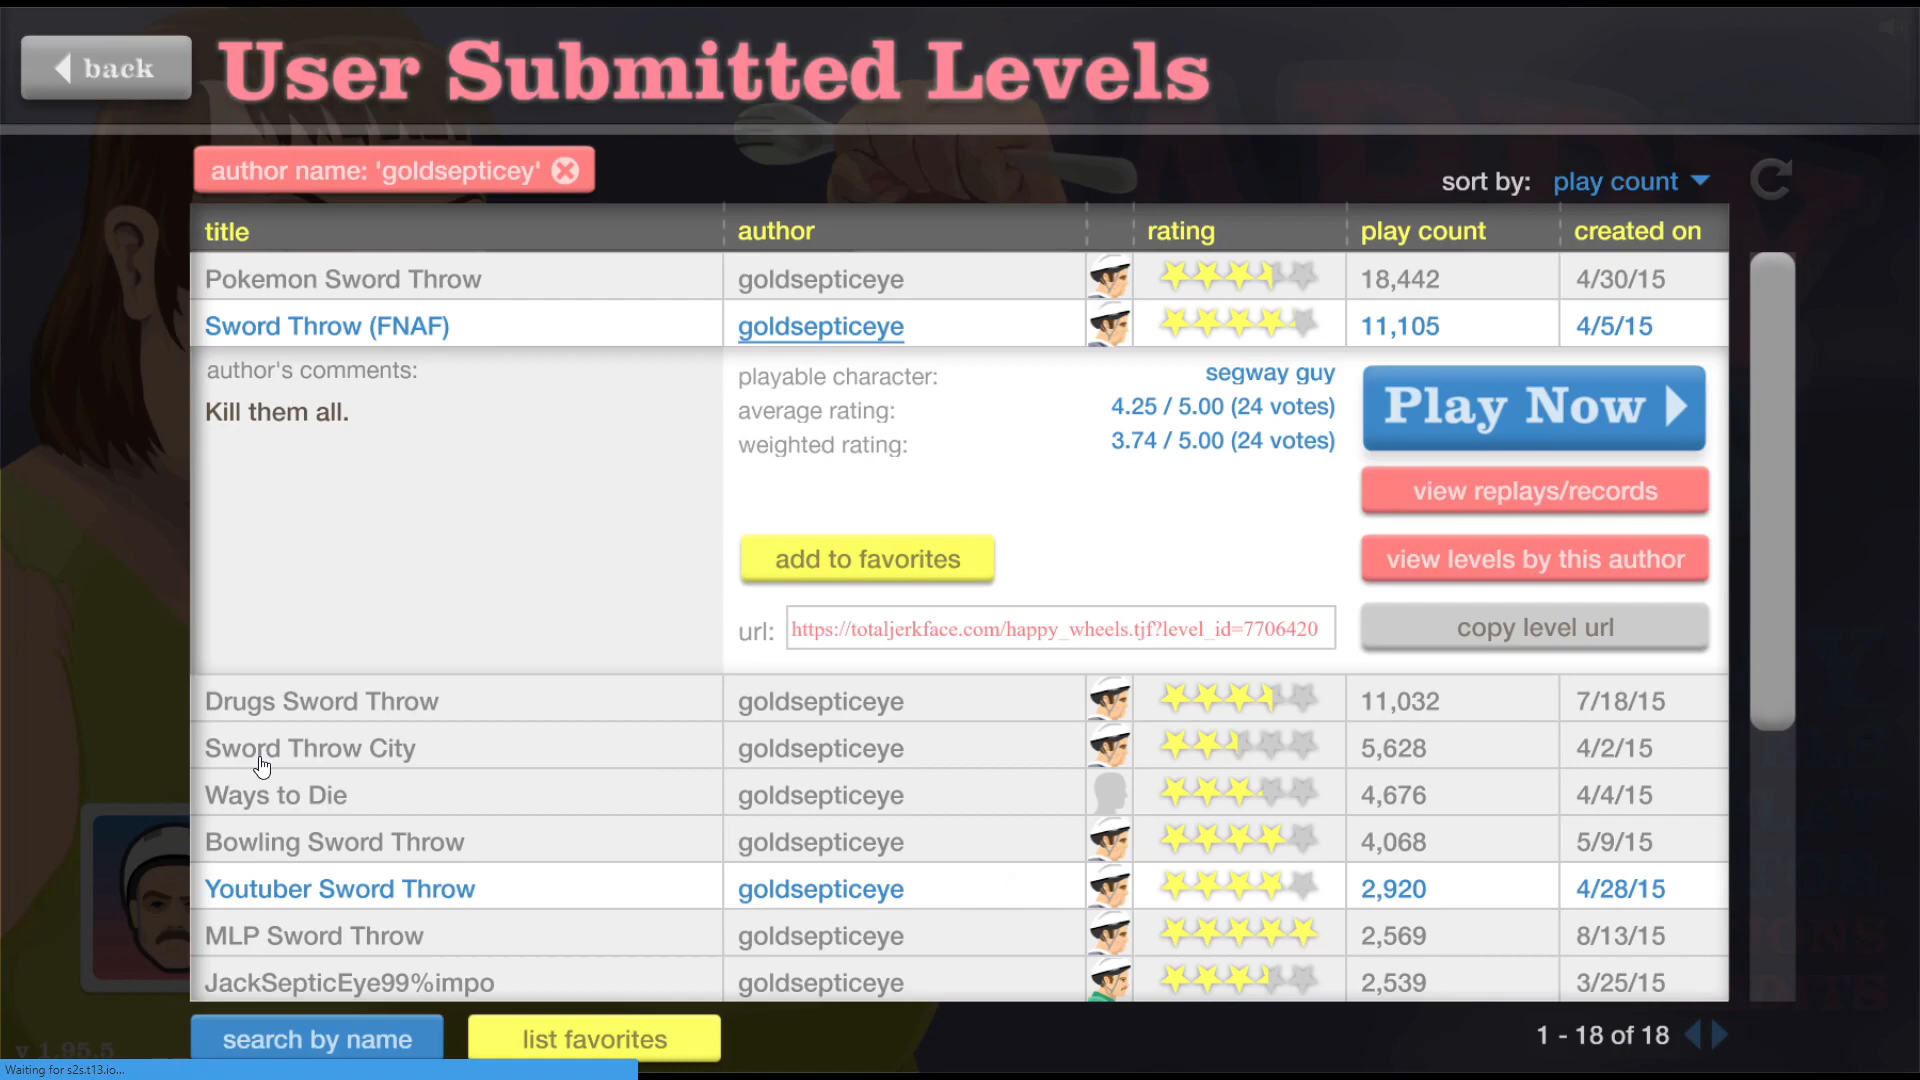 back
User Submitted Levels
author name: 'goldsepticey'
sort by: play count
title author rating play count created on
Pokemon Sword Throw goldsepticeye 18,442 4/30/15
Sword Throw (FNAF) goldsepticeye 11,105 4/5/15
author's comments:
Kill them all.
playable character: segway guy
average rating: 4.25 / 5.00 (24 votes)
weighted rating: 3.74 / 5.00 (24 votes)
Play Now
view replays/records
add to favorites
view levels by this author
url: https://totaljerkface.com/happy_wheels.tjf?level_id=7706420
copy level url
Drugs Sword Throw goldsepticeye 11,032 7/18/15
Sword Throw City goldsepticeye 5,628 4/2/15
Ways to Die goldsepticeye 4,676 4/4/15
Bowling Sword Throw goldsepticeye 4,068 5/9/15
Youtuber Sword Throw goldsepticeye 2,920 4/28/15
MLP Sword Throw goldsepticeye 2,569 8/13/15
JackSepticEye99%impo goldsepticeye 2,539 3/25/15
search by name
list favorites
1 - 18 of 18
v 1.95.5
Waiting for s2s.t13.io...